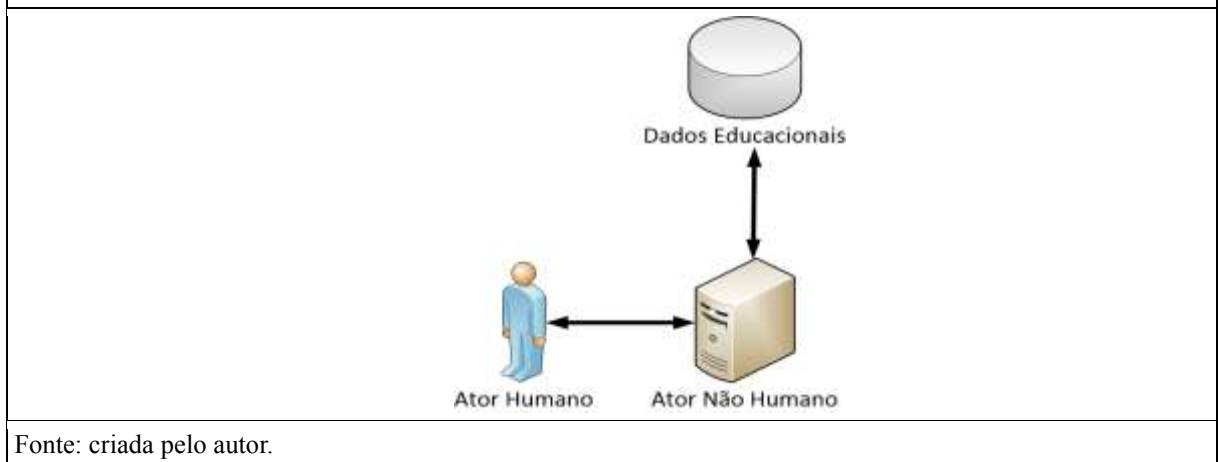 Dados Educacionais
Ator Humano
Ator Não Humano
Fonte: criada pelo autor.